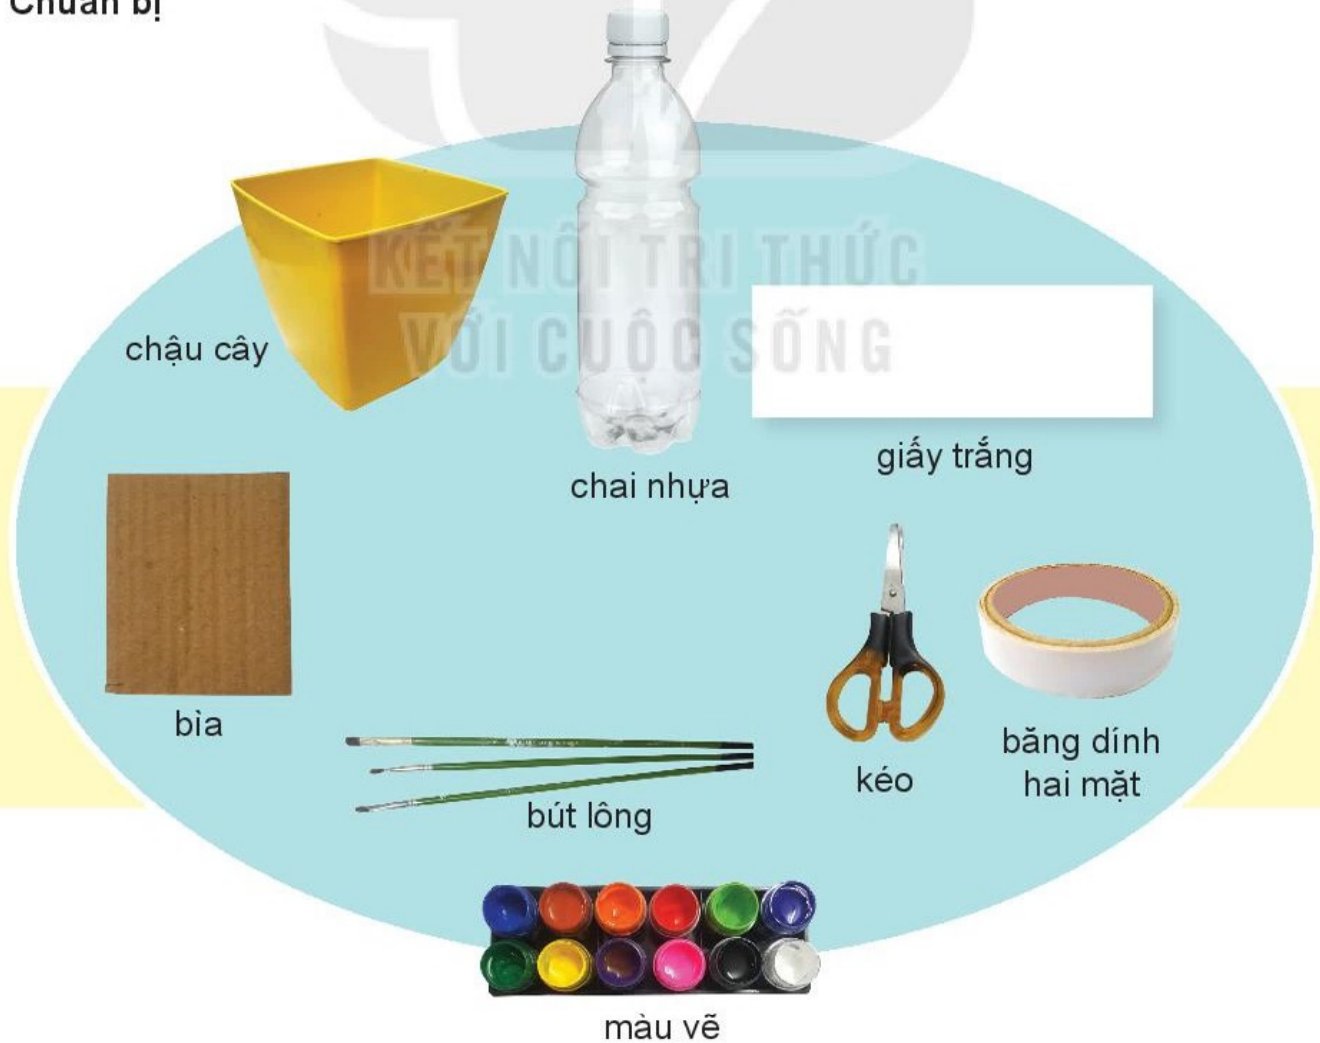 Chuẩn bị
KẾT NỐI TRI THỨC
VỚI CUỘC SỐNG
chậu cây
giấy trắng
chai nhựa
bìa
băng dính
hai mặt
kéo
bút lông
màu vẽ